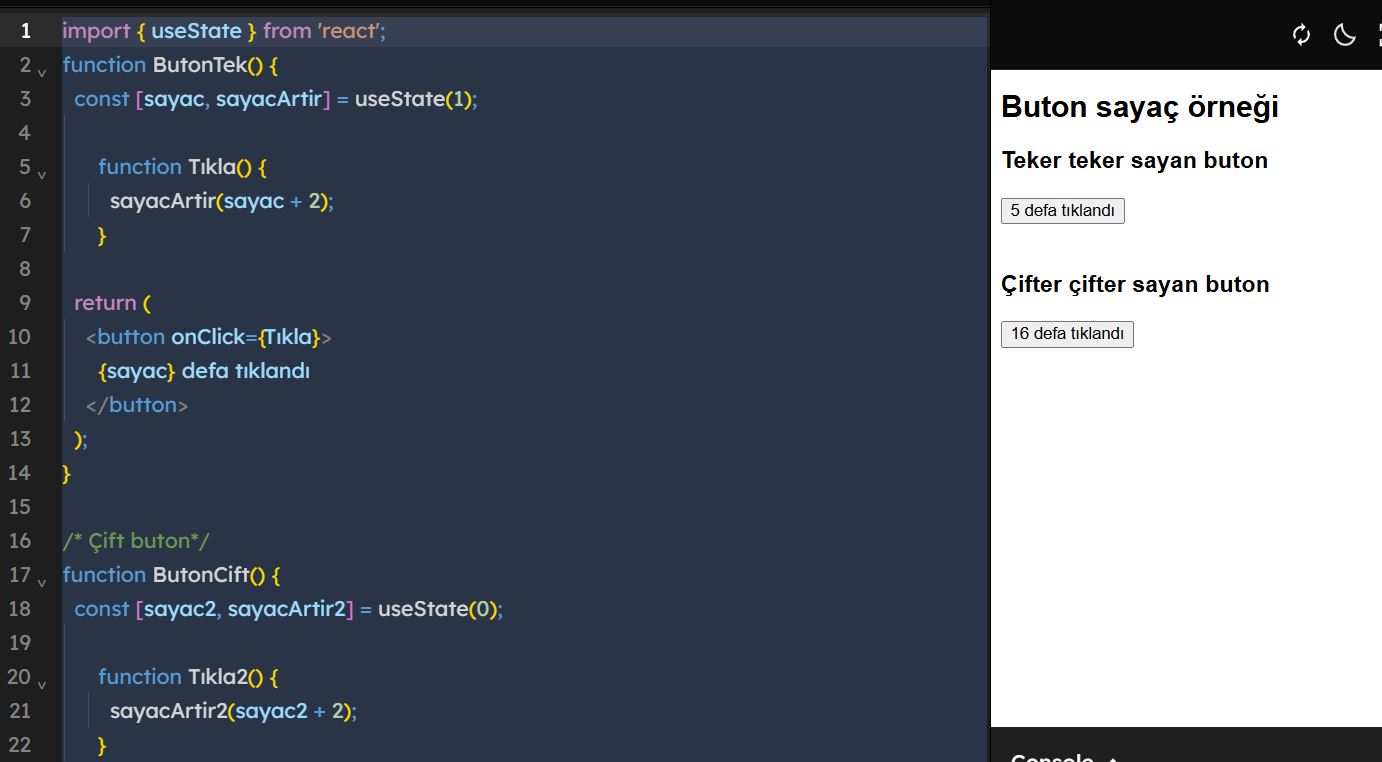 1 import { useState } from 'react';
2 function ButonTek() {
3 const [sayac, sayacArtir] = useState(1);
4
5 function Tıkla() {
6 sayacArtir(sayac + 2);
7 }
8
9 return (
10 <button onClick={Tıkla}>
11 {sayac} defa tıklandı
12 </button>
13 );
14 }
15
16 /* Çift buton*/
17 function ButonCift() {
18 const [sayac2, sayacArtir2] = useState(0);
19
20 function Tıkla2() {
21 sayacArtir2(sayac2 + 2);
22 }
Buton sayaç örneği
Teker teker sayan buton
5 defa tıklandı
Çifter çifter sayan buton
16 defa tıklandı
Console